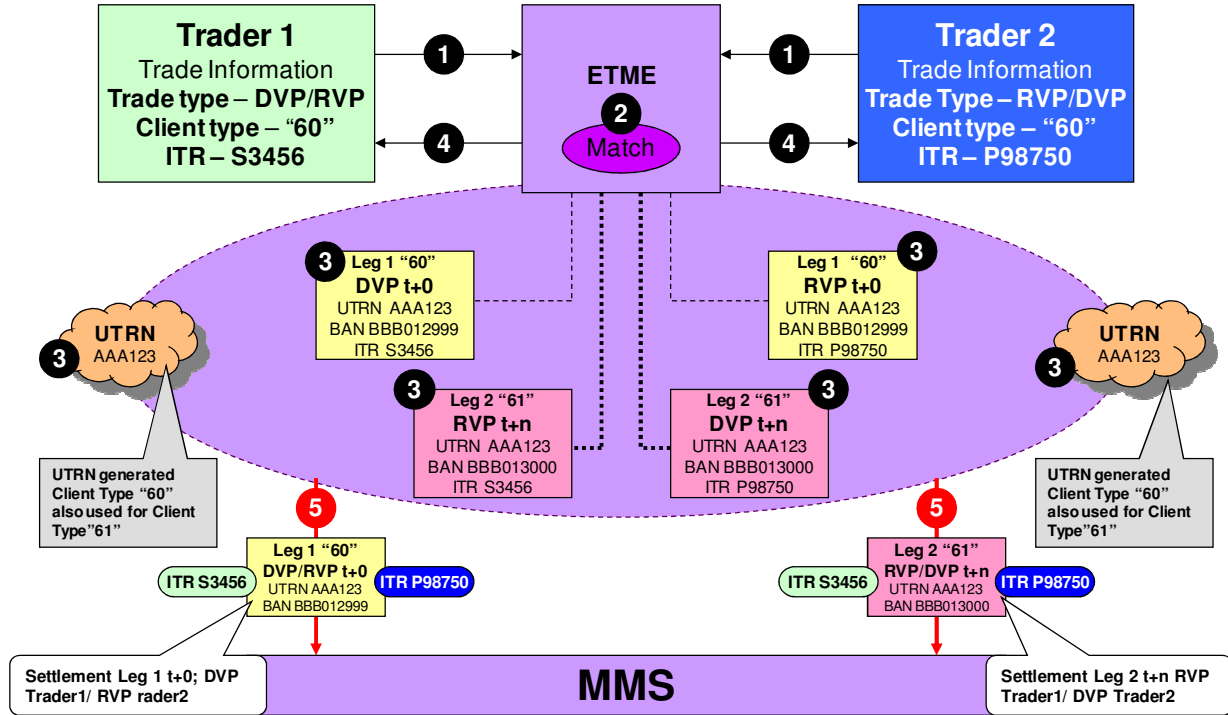 Trader 1
Trade Information
Trade type – DVP/RVP
Client type – “60”
ITR – S3456
1
4
ETME
2
Match
1
4
Trader 2
Trade Information
Trade Type – RVP/DVP
Client type – “60”
ITR – P98750
3
Leg 1 “60”
DVP t+0
UTRN AAA123
BAN BBB012999
ITR S3456
3
Leg 1 “60”
RVP t+0
UTRN AAA123
BAN BBB012999
ITR P98750
UTRN
AAA123
3
UTRN
AAA123
3
3
Leg 2 “61”
RVP t+n
UTRN AAA123
BAN BBB013000
ITR S3456
3
Leg 2 “61”
DVP t+n
UTRN AAA123
BAN BBB013000
ITR P98750
UTRN generated
Client Type “60”
also used for Client
Type”61”
UTRN generated
Client Type “60”
also used for Client
Type”61”
5
5
ITR S3456
Leg 1 “60”
DVP/RVP t+0
UTRN AAA123
BAN BBB012999
ITR P98750
ITR S3456
Leg 2 “61”
RVP/DVP t+n
UTRN AAA123
BAN BBB013000
ITR P98750
Settlement Leg 1 t+0; DVP
Trader1/ RVP rader2
MMS
Settlement Leg 2 t+n RVP
Trader1/ DVP Trader2